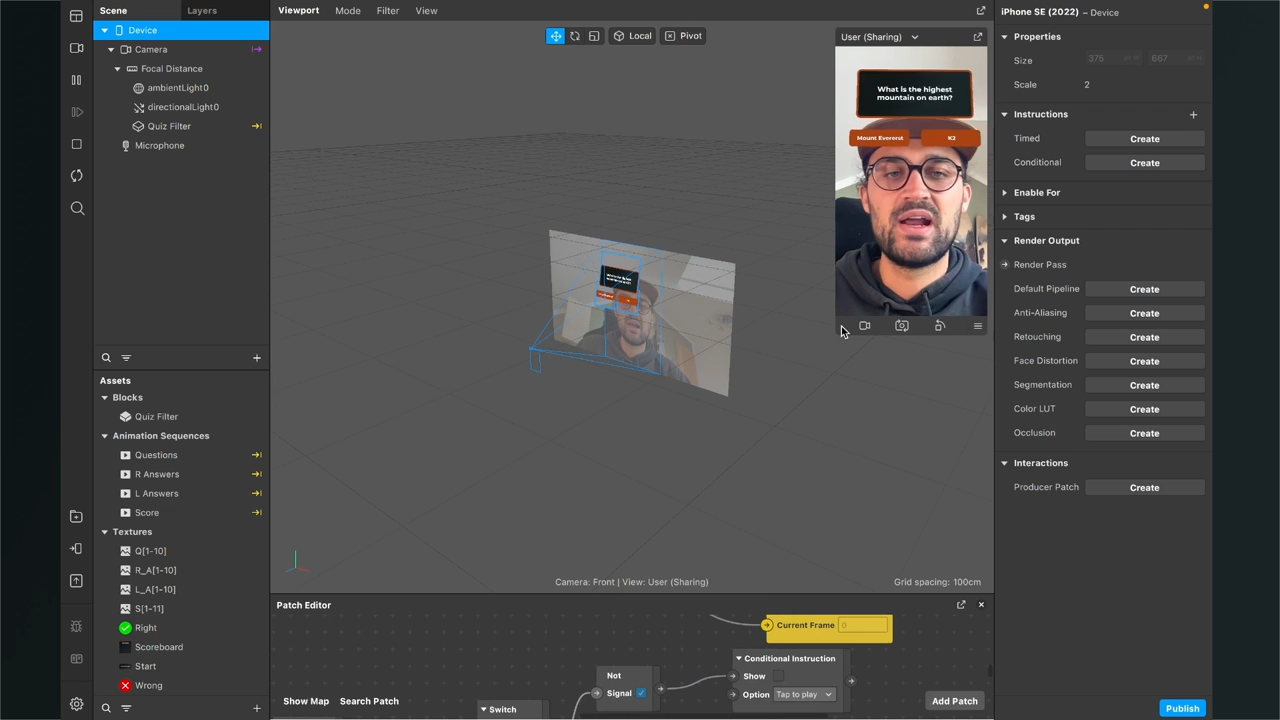 Scene
Layers
Viewport
Mode
Filter
View
iPhone SE (2022) – Device
Device
Camera
Focal Distance
ambientLight0
directionalLight0
Quiz Filter
Microphone
Local
Pivot
User (Sharing)
What is the highest
mountain on earth?
Mount Evererst
K2
Properties
Size
375
667
Scale
2
Instructions
Timed
Create
Conditional
Create
Enable For
Tags
Render Output
Render Pass
Default Pipeline
Create
Anti-Aliasing
Create
Retouching
Create
Face Distortion
Create
Segmentation
Create
Color LUT
Create
Occlusion
Create
Interactions
Producer Patch
Create
Assets
Blocks
Quiz Filter
Animation Sequences
Questions
R Answers
L Answers
Score
Textures
Q[1-10]
R_A[1-10]
L_A[1-10]
S[1-11]
Right
Scoreboard
Start
Wrong
Camera: Front | View: User (Sharing)
Grid spacing: 100cm
Patch Editor
Current Frame
0
Not
Signal
Conditional Instruction
Show
Option
Tap to play
Switch
Show Map
Search Patch
Add Patch
Publish